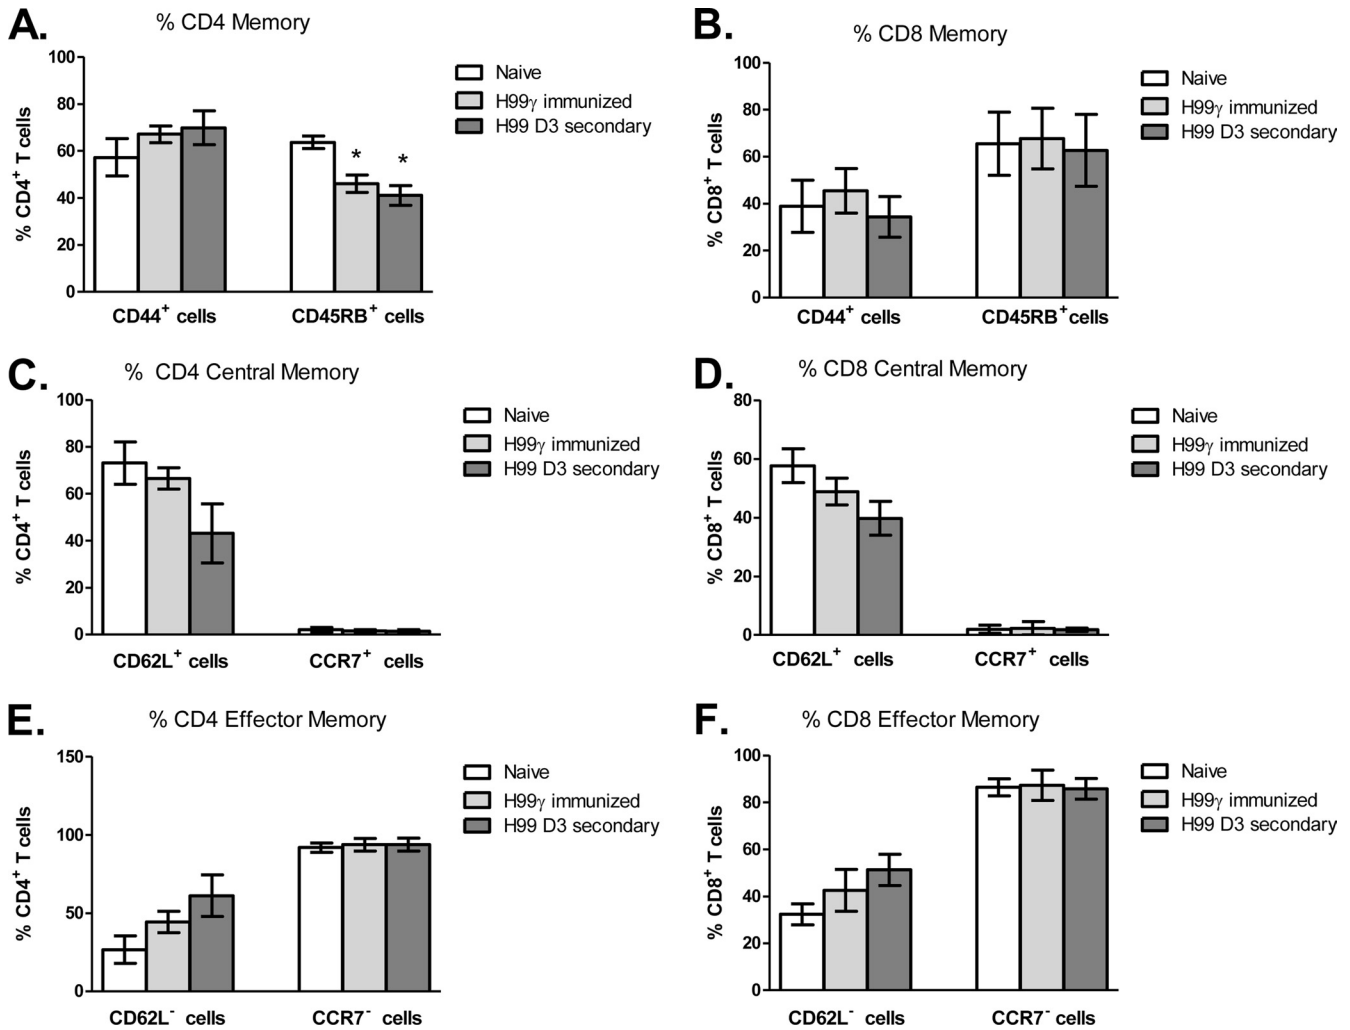 A.
% CD4 Memory
% CD4⁺ T cells
100
80
60
40
20
0
*
*
CD44⁺ cells
CD45RB⁺ cells
Naive
H99γ immunized
H99 D3 secondary
B.
% CD8 Memory
% CD8⁺ T cells
100
80
60
40
20
0
CD44⁺ cells
CD45RB⁺cells
Naive
H99γ immunized
H99 D3 secondary
C.
% CD4 Central Memory
% CD4⁺ T cells
100
80
60
40
20
0
CD62L⁺ cells
CCR7⁺ cells
Naive
H99γ immunized
H99 D3 secondary
D.
% CD8 Central Memory
% CD8⁺ T cells
80
60
40
20
0
CD62L⁺ cells
CCR7⁺ cells
Naive
H99γ immunized
H99 D3 secondary
E.
% CD4 Effector Memory
% CD4⁺ T cells
150
100
50
0
CD62L⁻ cells
CCR7⁻ cells
Naive
H99γ immunized
H99 D3 secondary
F.
% CD8 Effector Memory
% CD8⁺ T cells
100
80
60
40
20
0
CD62L⁻ cells
CCR7⁻ cells
Naive
H99γ immunized
H99 D3 secondary